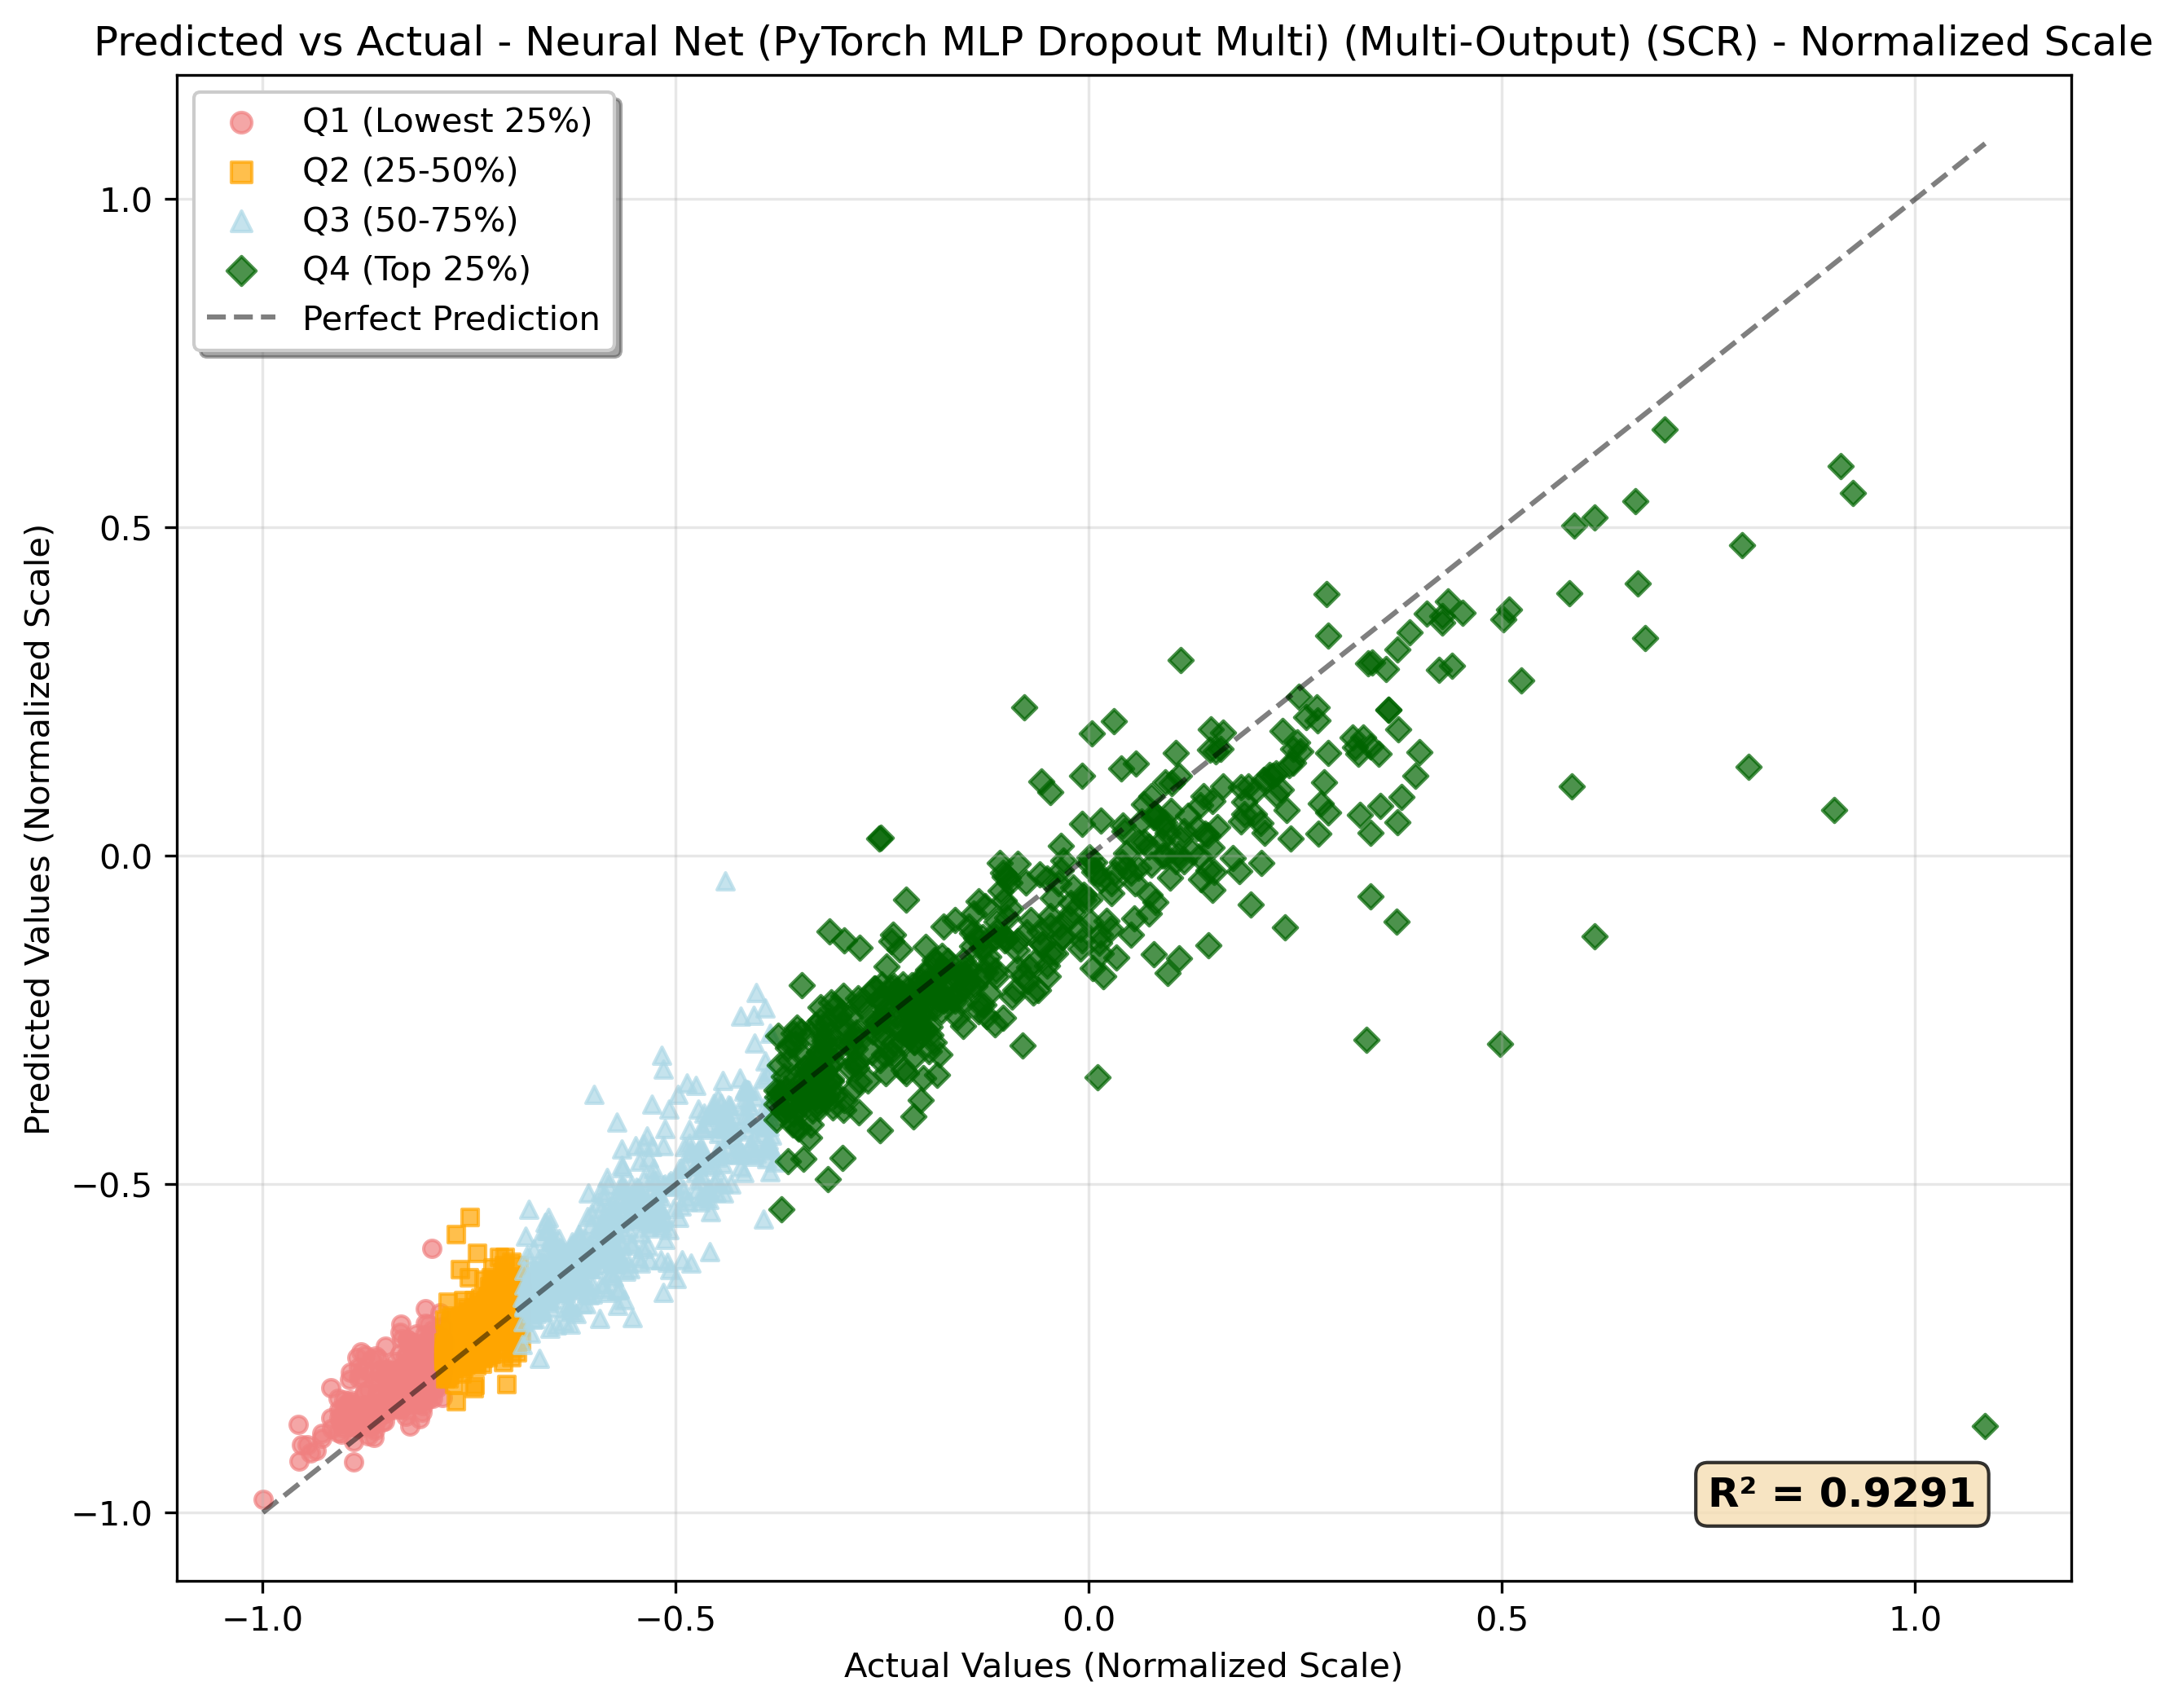 Predicted vs Actual - Neural Net (PyTorch MLP Dropout Multi) (Multi-Output) (SCR) - Normalized Scale
Q1 (Lowest 25%)
Q2 (25-50%)
Q3 (50-75%)
Q4 (Top 25%)
Perfect Prediction
Predicted Values (Normalized Scale)
1.0
0.5
0.0
−0.5
−1.0
R² = 0.9291
−1.0
−0.5
0.0
0.5
1.0
Actual Values (Normalized Scale)